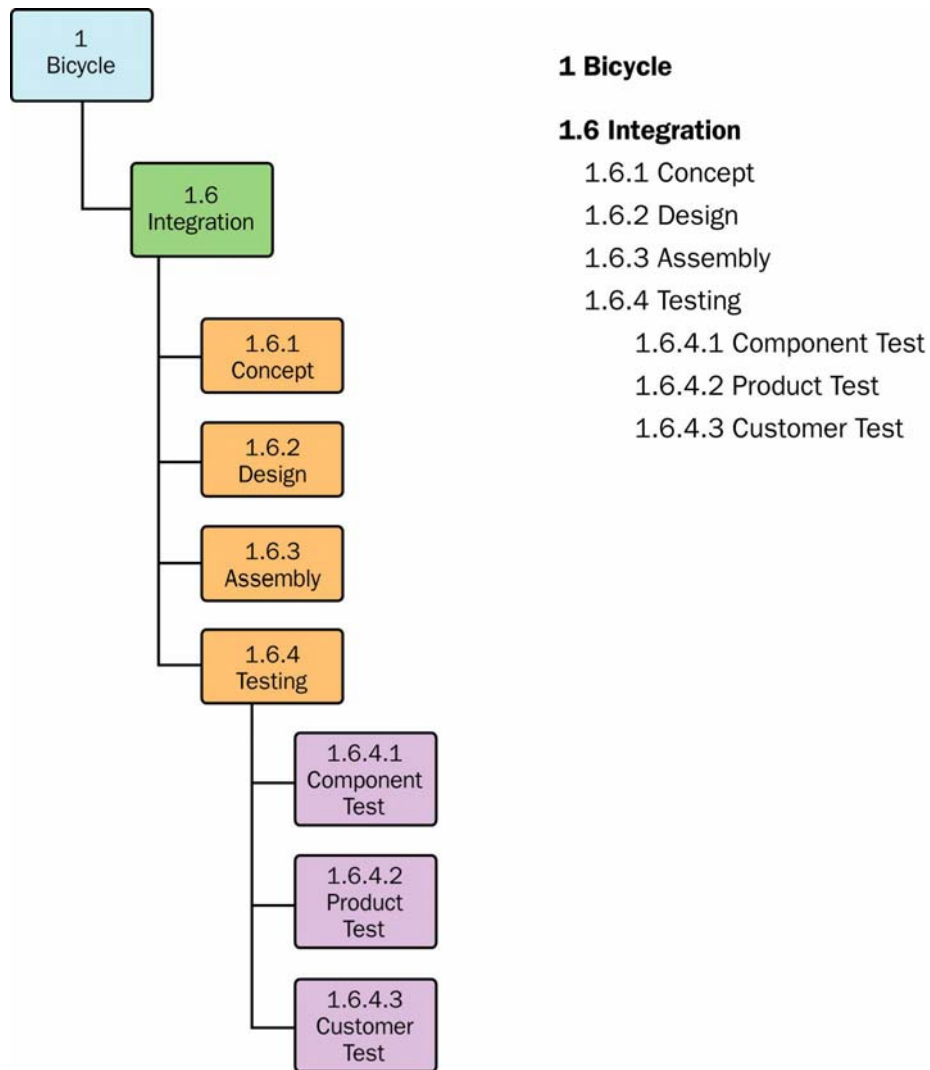 1
Bicycle
1.6
Integration
1.6.1
Concept
1.6.2
Design
1.6.3
Assembly
1.6.4
Testing
1.6.4.1
Component
Test
1.6.4.2
Product
Test
1.6.4.3
Customer
Test
1 Bicycle
1.6 Integration
1.6.1 Concept
1.6.2 Design
1.6.3 Assembly
1.6.4 Testing
1.6.4.1 Component Test
1.6.4.2 Product Test
1.6.4.3 Customer Test